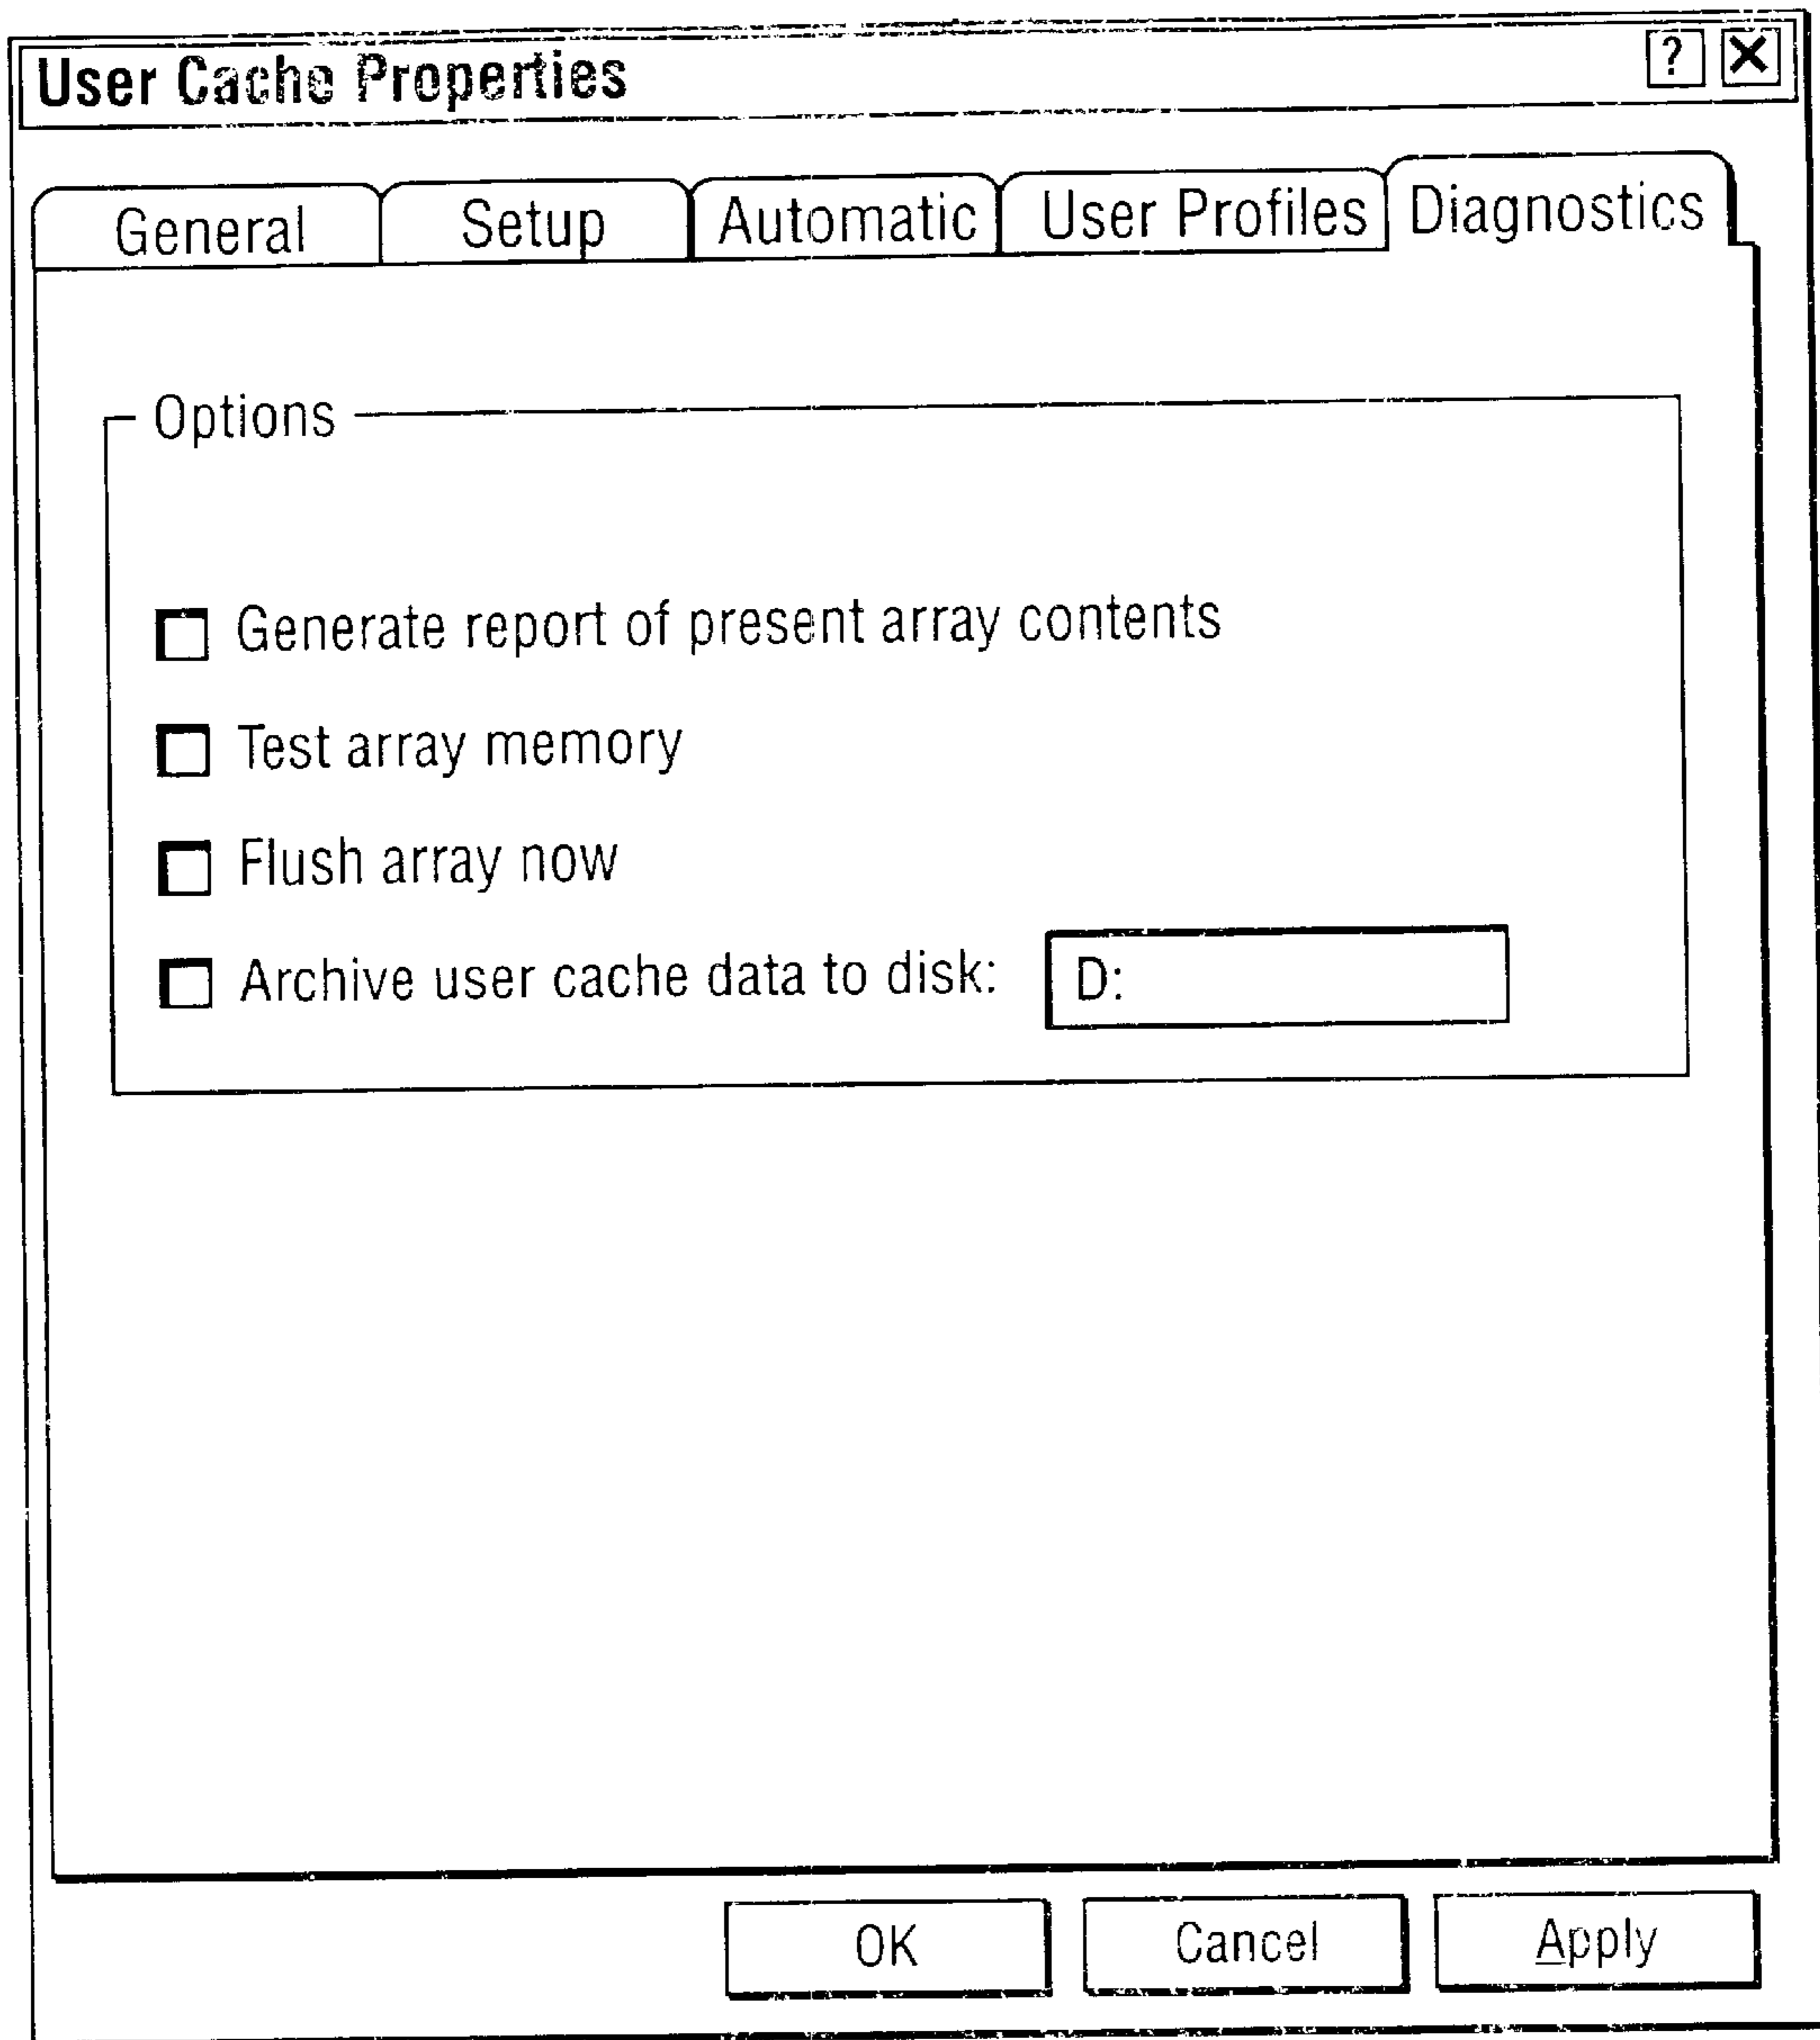 User Cache Properties ? X
General Setup Automatic User Profiles Diagnostics
Options
Generate report of present array contents
Test array memory
Flush array now
Archive user cache data to disk: D:
OK Cancel Apply